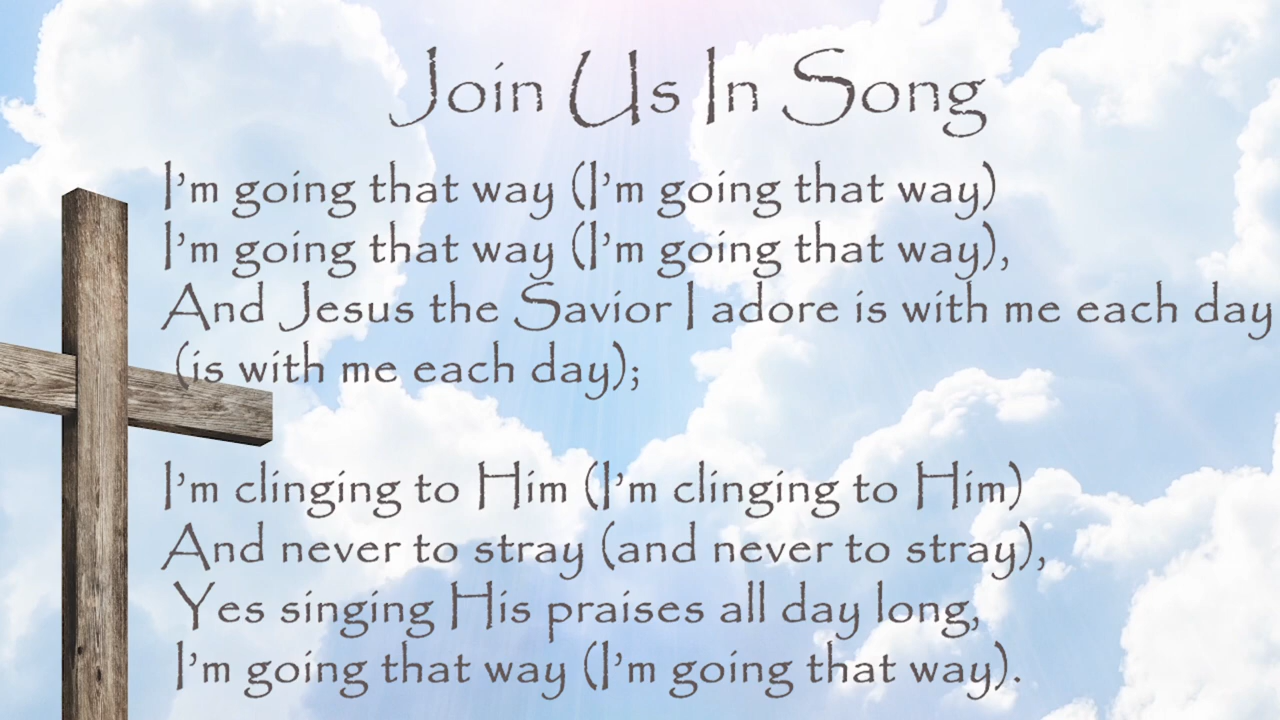 Join Us In Song
I'm going that way (I'm going that way)
I'm going that way (I'm going that way),
And Jesus the Savior I adore is with me each day
(is with me each day);
I'm clinging to Him (I'm clinging to Him)
And never to stray (and never to stray),
Yes singing His praises all day long,
I'm going that way (I'm going that way).